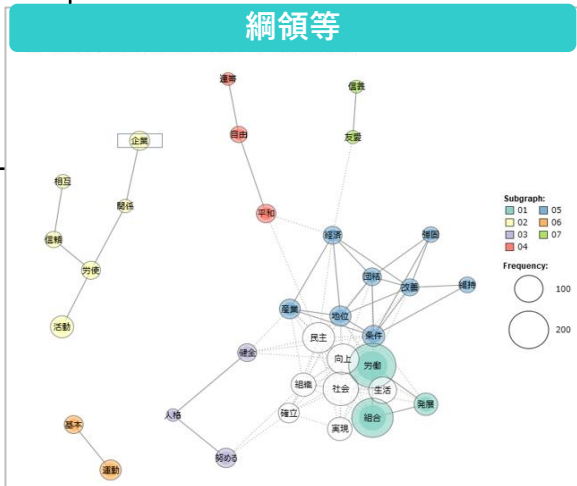 綱領等
連帯
信義
自由
友愛
企業
相互
関係
平和
信頼
経済
強固
労使
団結
改善
維持
産業
地位
活動
民主
条件
健全
向上
労働
組織
社会
生活
人格
確立
発展
組合
基本
実現
努める
運動
Subgraph:
01 05
02 06
03 07
04
Frequency:
100
200